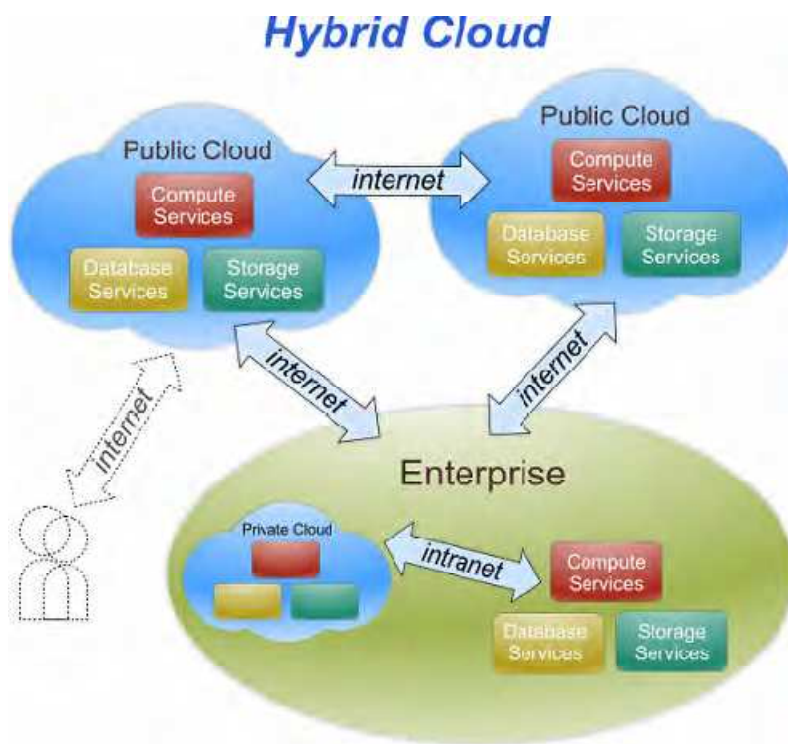 Hybrid Cloud
Public Cloud
Compute
Services
Database
Services
Storage
Services
internet
Public Cloud
Compute
Services
Database
Services
Storage
Services
internet
internet
internet
Enterprise
Private Cloud
intranet
Compute
Services
Database
Services
Storage
Services